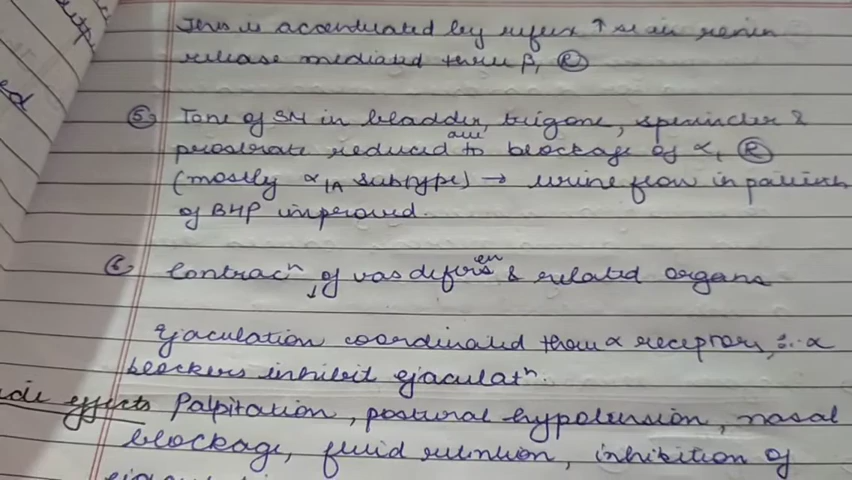 This is accentuated by reflex ↑ se in renin
release mediated thru β1 (R)
(5) Tone of SM in bladder, trigone, sphincter &
prostrate reduced due to blockage of α1 (R)
(mostly α1A subtype) → urine flow in patients
of BHP improved.
(6) Contracn of vas deferens & related organs
↓
Ejaculation coordinated thru α receptors, ∴ α
blockers inhibit ejaculatn.
Side effects Palpitation, postural hypotension, nasal
blockage, fluid retention, inhibition of